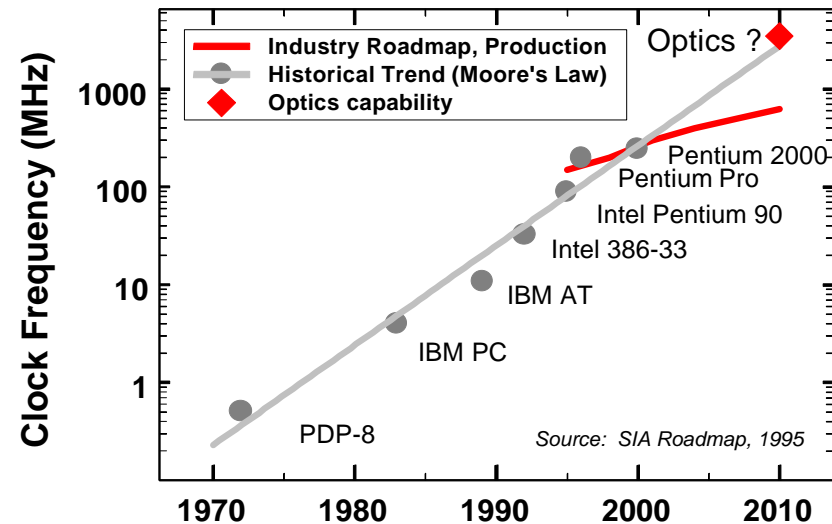 Industry Roadmap, Production
Historical Trend (Moore's Law)
Optics capability
Optics ?
Clock Frequency (MHz)
1000
100
10
1
Pentium 2000
Pentium Pro
Intel Pentium 90
Intel 386-33
IBM AT
IBM PC
PDP-8
Source: SIA Roadmap, 1995
1970 1980 1990 2000 2010